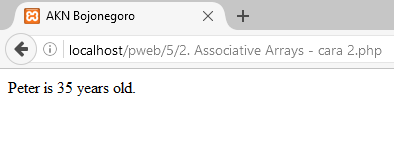 AKN Bojonegoro
localhost/pweb/5/2. Associative Arrays - cara 2.php
Peter is 35 years old.